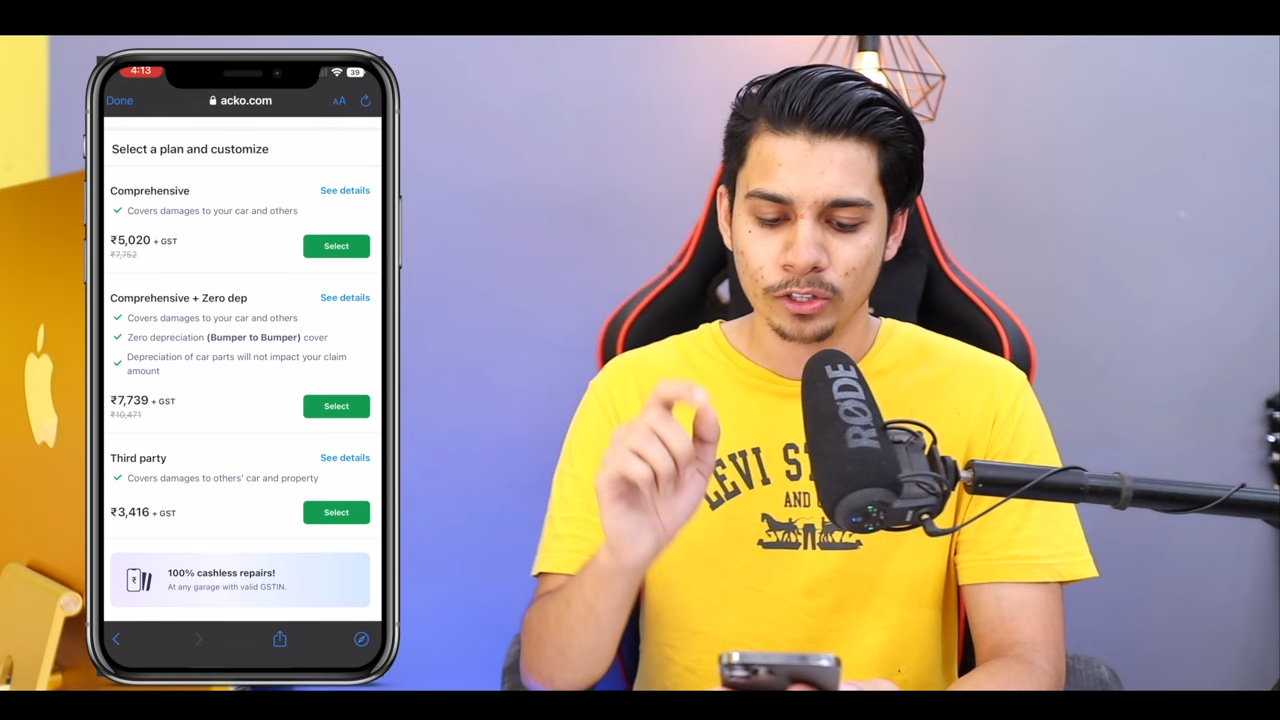 4:13
39
Done
acko.com
AA
Select a plan and customize
Comprehensive
See details
Covers damages to your car and others
₹5,020 + GST
Select
₹7,752
Comprehensive + Zero dep
See details
Covers damages to your car and others
Zero depreciation (Bumper to Bumper) cover
Depreciation of car parts will not impact your claim
amount
₹7,739 + GST
Select
₹10,471
Third party
See details
Covers damages to others' car and property
₹3,416 + GST
Select
₹
100% cashless repairs!
At any garage with valid GSTIN.
RØDE
LEVI S
AND